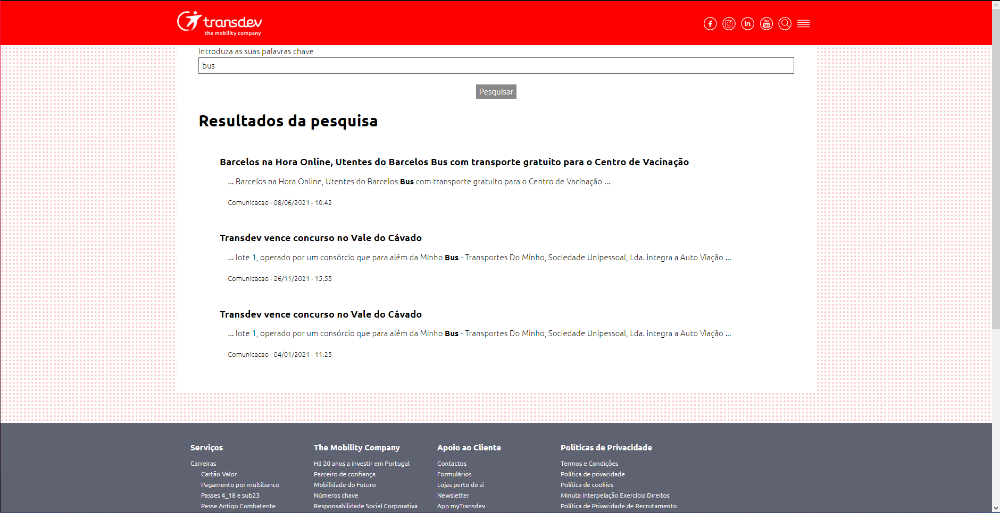 transdev
the mobility company
Introduza as suas palavras chave
bus
Pesquisar
Resultados da pesquisa
Barcelos na Hora Online, Utentes do Barcelos Bus com transporte gratuito para o Centro de Vacinação
... Barcelos na Hora Online, Utentes do Barcelos Bus com transporte gratuito para o Centro de Vacinação ...
Comunicacao - 08/06/2021 - 10:42
Transdev vence concurso no Vale do Cávado
... lote 1, operado por um consórcio que para além da Minho Bus - Transportes Do Minho, Sociedade Unipessoal, Lda. integra a Auto Viação ...
Comunicacao - 26/11/2021 - 15:55
Transdev vence concurso no Vale do Cávado
... lote 1, operado por um consórcio que para além da Minho Bus - Transportes Do Minho, Sociedade Unipessoal, Lda. integra a Auto Viação ...
Comunicacao - 04/01/2021 - 11:25
Serviços
Carreiras
Cartão Valor
Pagamento por multibanco
Passes 4_18 e sub23
Passe Antigo Combatente
The Mobility Company
Há 20 anos a investir em Portugal
Parceiro de confiança
Mobilidade do Futuro
Números chave
Responsabilidade Social Corporativa
Apoio ao Cliente
Contactos
Formulários
Lojas perto de si
Newsletter
App myTransdev
Políticas de Privacidade
Termos e Condições
Política de privacidade
Política de cookies
Minuta Interpelação Exercício Direitos
Política de Privacidade de Recrutamento